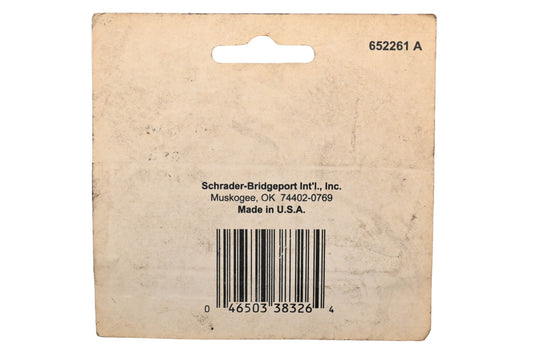 652261 A
Schrader-Bridgeport Int'l., Inc.
Muskogee, OK 74402-0769
Made in U.S.A.
0 46503 38326 4